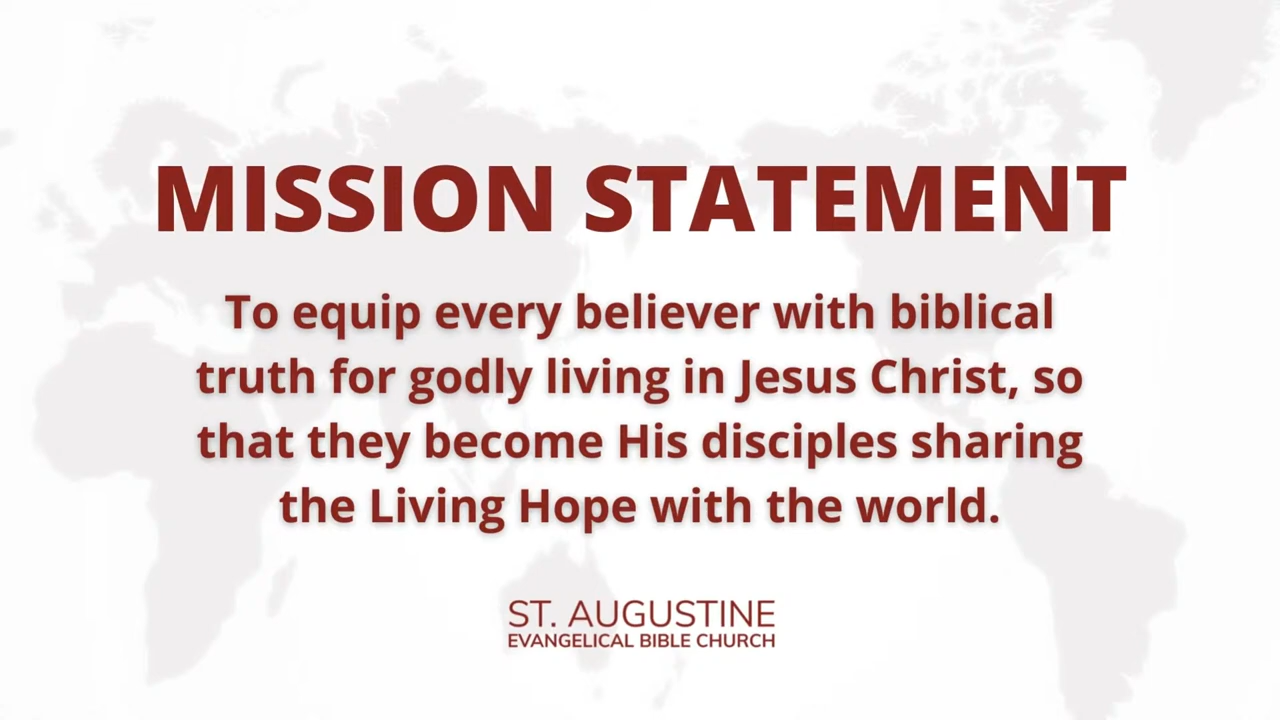 MISSION STATEMENT
To equip every believer with biblical
truth for godly living in Jesus Christ, so
that they become His disciples sharing
the Living Hope with the world.
ST. AUGUSTINE
EVANGELICAL BIBLE CHURCH